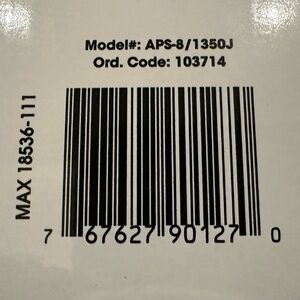 Model#: APS-8/1350J
Ord. Code: 103714
MAX 18536-111
7 67627 90127 0